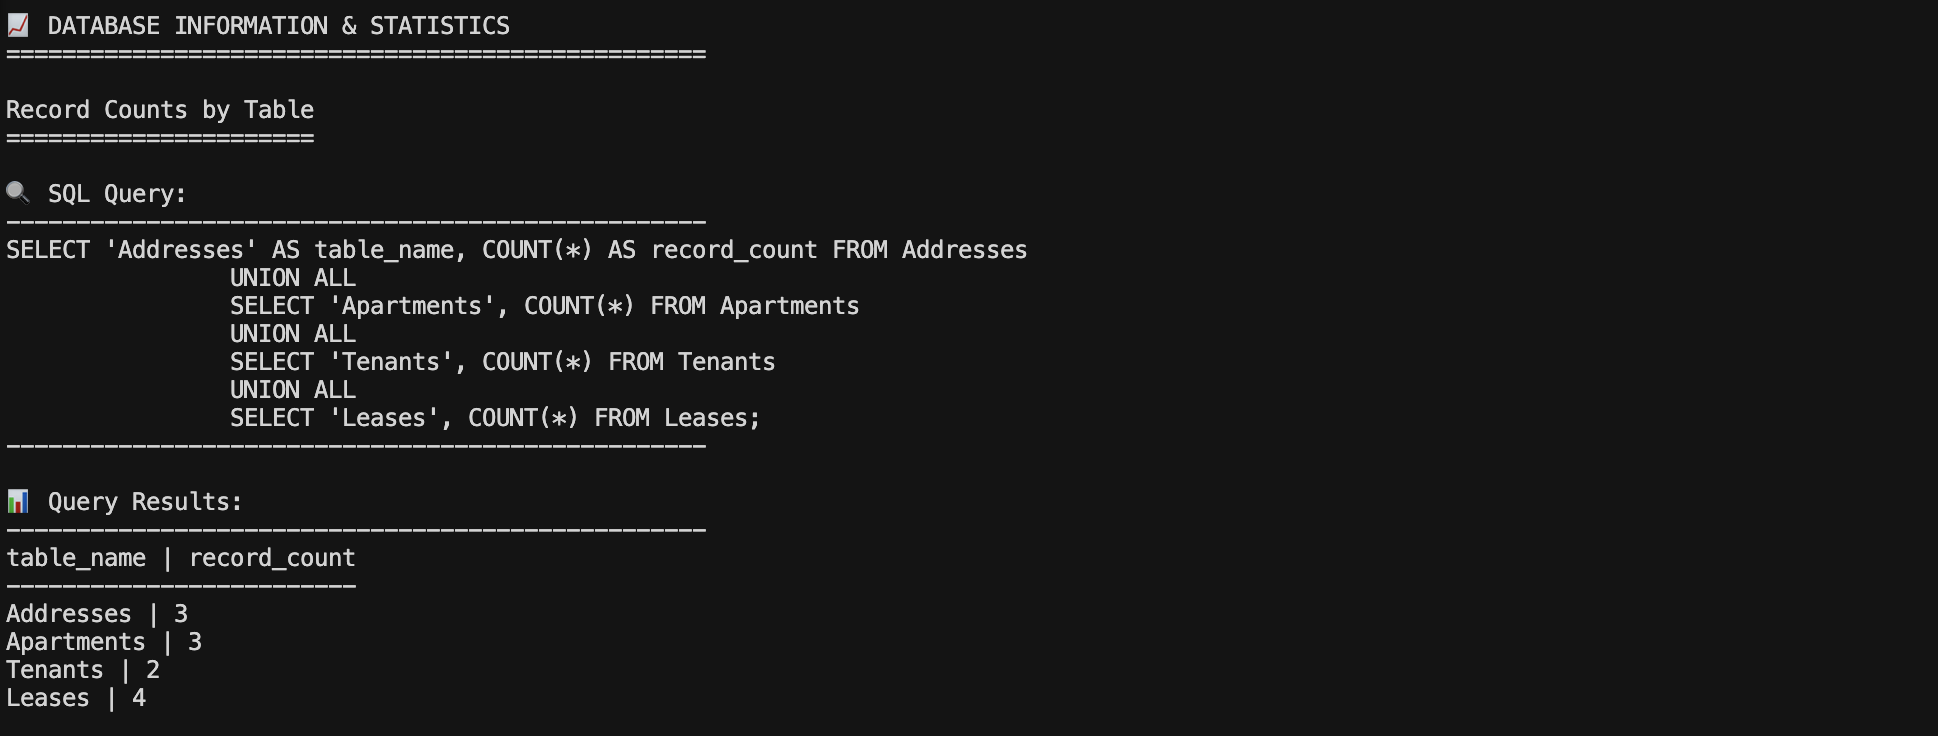 📈 DATABASE INFORMATION & STATISTICS
==================================================

Record Counts by Table
======================

🔍 SQL Query:
--------------------------------------------------
SELECT 'Addresses' AS table_name, COUNT(*) AS record_count FROM Addresses
                UNION ALL
                SELECT 'Apartments', COUNT(*) FROM Apartments
                UNION ALL
                SELECT 'Tenants', COUNT(*) FROM Tenants
                UNION ALL
                SELECT 'Leases', COUNT(*) FROM Leases;
--------------------------------------------------

📊 Query Results:
--------------------------------------------------
table_name | record_count
-------------------------
Addresses | 3
Apartments | 3
Tenants | 2
Leases | 4